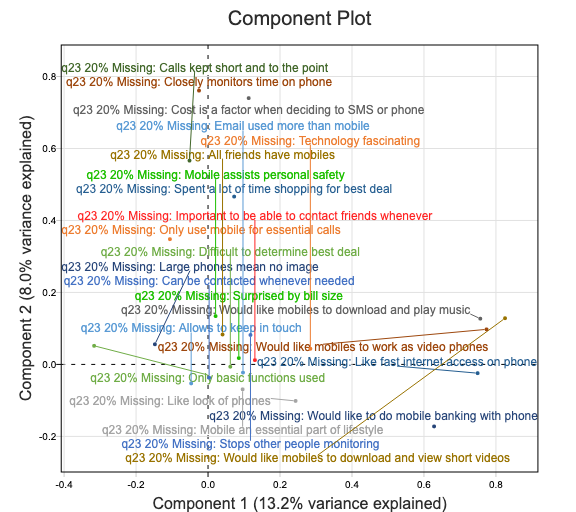 Component Plot
Component 2 (8.0% variance explained)
0.8
0.6
0.4
0.2
0.0
-0.2
q23 20% Missing: Calls kept short and to the point
q23 20% Missing: Closely monitors time on phone
q23 20% Missing: Cost is a factor when deciding to SMS or phone
q23 20% Missing: Email used more than mobile
q23 20% Missing: Technology fascinating
q23 20% Missing: All friends have mobiles
q23 20% Missing: Mobile assists personal safety
q23 20% Missing: Spent a lot of time shopping for best deal
q23 20% Missing: Important to be able to contact friends whenever
q23 20% Missing: Only use mobile for essential calls
q23 20% Missing: Difficult to determine best deal
q23 20% Missing: Large phones mean no image
q23 20% Missing: Can be contacted whenever needed
q23 20% Missing: Surprised by bill size
q23 20% Missing: Would like mobiles to download and play music
q23 20% Missing: Allows to keep in touch
q23 20% Missing: Would like mobiles to work as video phones
q23 20% Missing: Like fast internet access on phone
q23 20% Missing: Only basic functions used
q23 20% Missing: Like look of phones
q23 20% Missing: Would like to do mobile banking with phone
q23 20% Missing: Mobile an essential part of lifestyle
q23 20% Missing: Stops other people monitoring
q23 20% Missing: Would like mobiles to download and view short videos
-0.4 -0.2 0.0 0.2 0.4 0.6 0.8
Component 1 (13.2% variance explained)